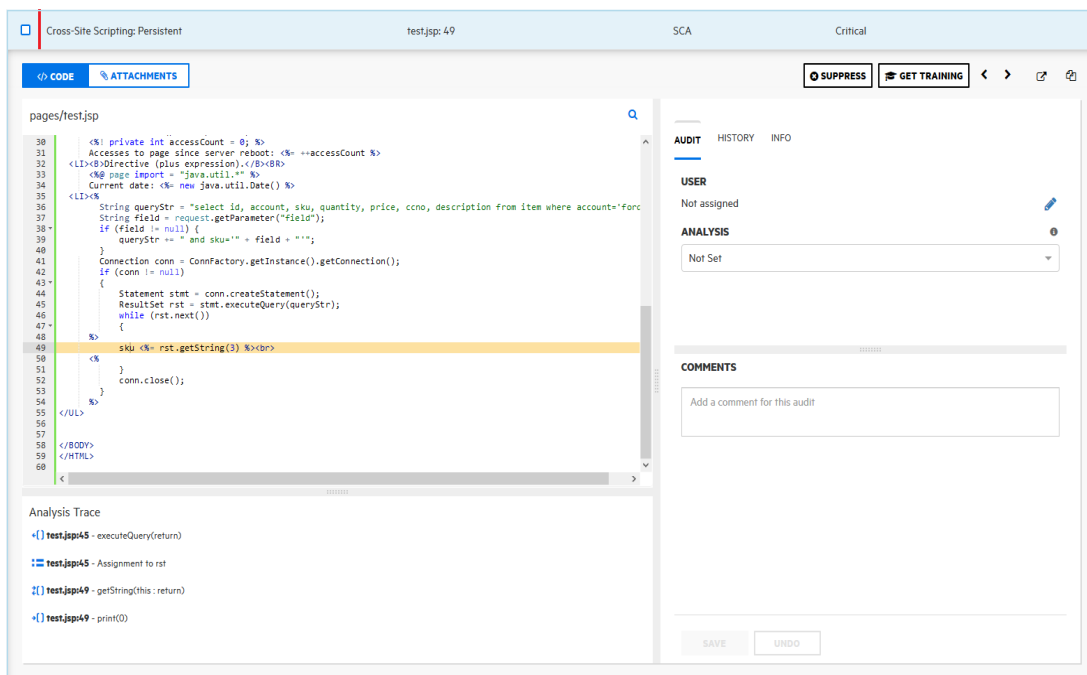 Cross-Site Scripting: Persistent test.jsp: 49 SCA Critical
</> CODE ATTACHMENTS SUPPRESS GET TRAINING < >
pages/test.jsp
30 <%! private int accessCount = 0; %>
31 Accesses to page since server reboot: <%= ++accessCount %>
32 <LI><B>Directive (plus expression).</B><BR>
33 <%@ page import = "java.util.*" %>
34 Current date: <%= new java.util.Date() %>
35 <LI><%
36 String queryStr = "select id, account, sku, quantity, price, ccno, description from item where account='forc
37 String field = request.getParameter("field");
38 if (field != null) {
39 queryStr += " and sku='" + field + "'";
40 }
41 Connection conn = ConnFactory.getInstance().getConnection();
42 if (conn != null)
43 {
44 Statement stmt = conn.createStatement();
45 ResultSet rst = stmt.executeQuery(queryStr);
46 while (rst.next())
47 {
48 %>
49 sku <%= rst.getString(3) %><br>
50 <%
51 }
52 conn.close();
53 }
54 %>
55 </UL>
56
57
58 </BODY>
59 </HTML>
60
Analysis Trace
test.jsp:45 - executeQuery(return)
test.jsp:45 - Assignment to rst
test.jsp:49 - getString(this : return)
test.jsp:49 - print(0)
AUDIT HISTORY INFO
USER
Not assigned
ANALYSIS
Not Set
COMMENTS
Add a comment for this audit
SAVE UNDO